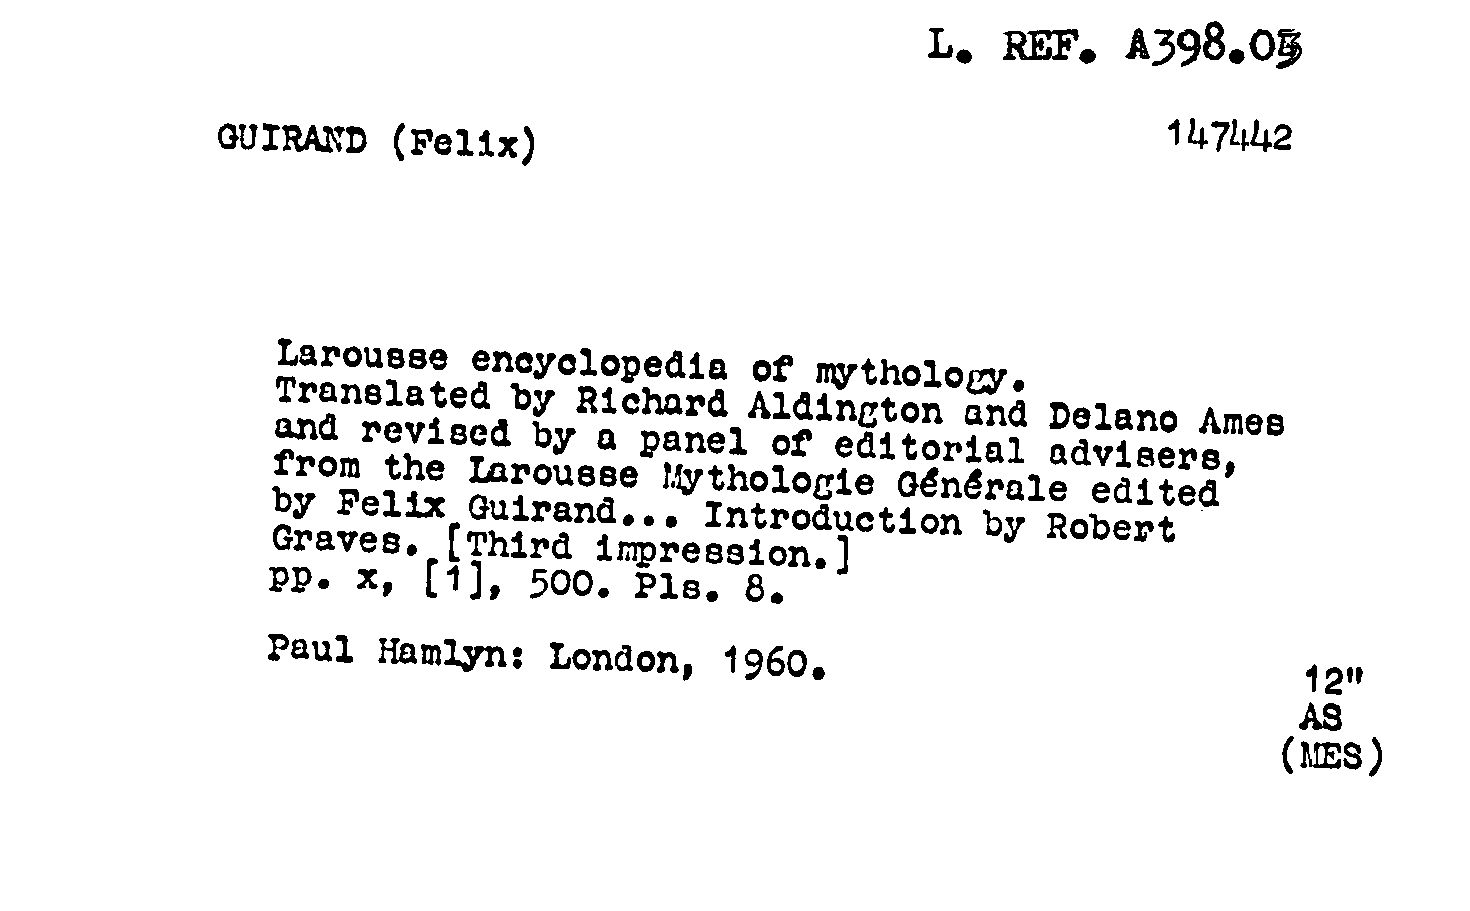 L. REF. A398.03
GUIRAND (Felix)
147442
Larousse encyclopedia of mythology.
Translated by Richard Aldington and Delano Ames
and revised by a panel of editorial advisers,
from the Larousse Mythologie Générale edited
by Felix Guirand... Introduction by Robert
Graves. [Third impression.]
pp. x, [1], 500. Pls. 8.
Paul Hamlyn: London, 1960.
12"
AS
(MES)